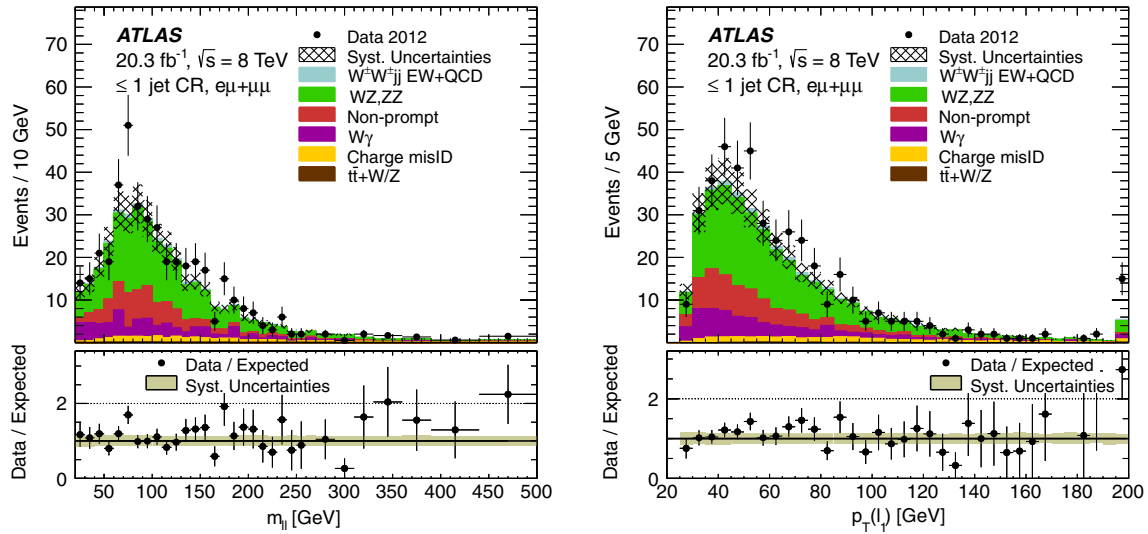 Events / 10 GeV
70
60
50
40
30
20
10
ATLAS
20.3 fb⁻¹, √s = 8 TeV
≤ 1 jet CR, eμ+μμ
Data 2012
Syst. Uncertainties
W±W±jj EW+QCD
WZ,ZZ
Non-prompt
Wγ
Charge misID
tt̄+W/Z
Data / Expected
2
0
Data / Expected
Syst. Uncertainties
50 100 150 200 250 300 350 400 450 500
m_ll [GeV]
Events / 5 GeV
70
60
50
40
30
20
10
ATLAS
20.3 fb⁻¹, √s = 8 TeV
≤ 1 jet CR, eμ+μμ
Data 2012
Syst. Uncertainties
W±W±jj EW+QCD
WZ,ZZ
Non-prompt
Wγ
Charge misID
tt̄+W/Z
Data / Expected
2
0
Data / Expected
Syst. Uncertainties
20 40 60 80 100 120 140 160 180 200
p_T(l_1) [GeV]